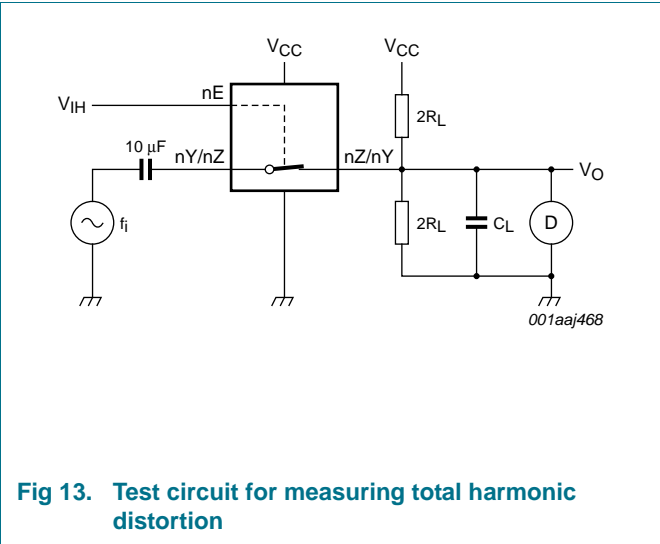 VCC
VCC
VIH
nE
2RL
10 μF
nY/nZ
nZ/nY
VO
fi
2RL
CL
D
001aaj468
Fig 13. Test circuit for measuring total harmonic
distortion